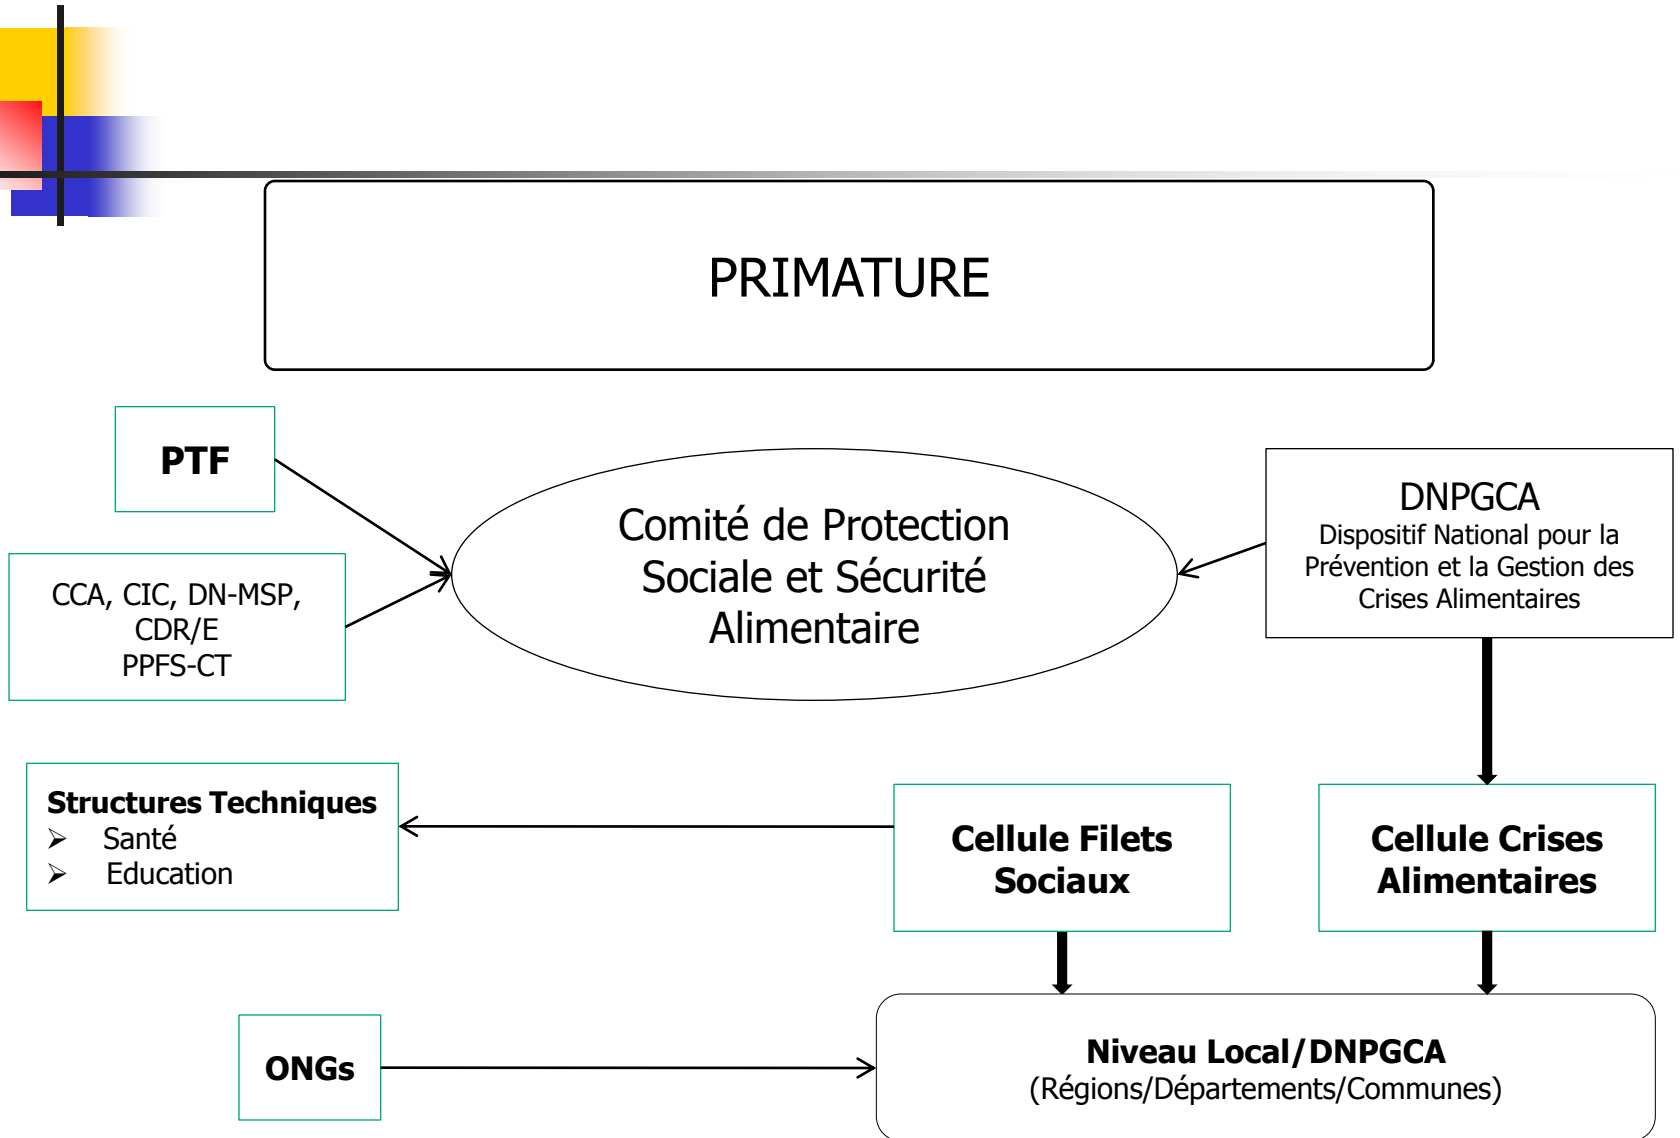 PRIMATURE
PTF
CCA, CIC, DN-MSP,
CDR/E
PPFS-CT
Comité de Protection
Sociale et Sécurité
Alimentaire
DNPGCA
Dispositif National pour la
Prévention et la Gestion des
Crises Alimentaires
Structures Techniques
➢ Santé
➢ Education
Cellule Filets
Sociaux
Cellule Crises
Alimentaires
ONGs
Niveau Local/DNPGCA
(Régions/Départements/Communes)